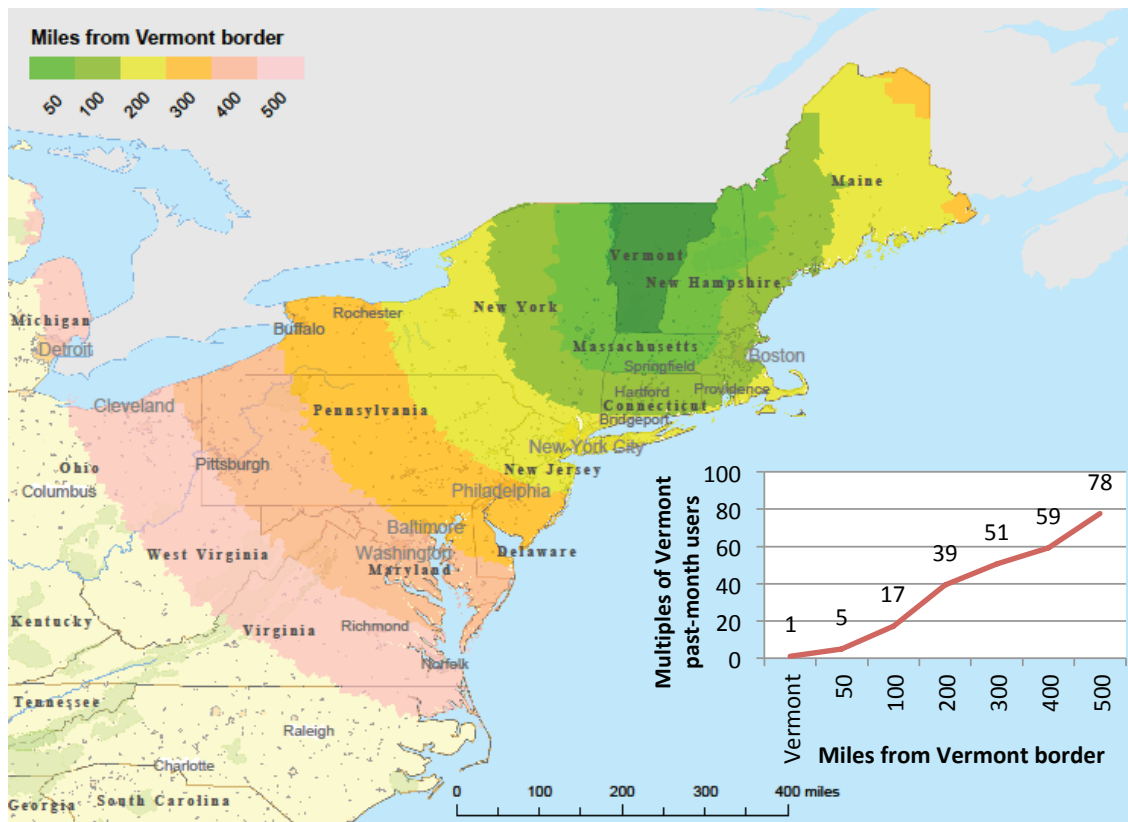 Miles from Vermont border
50 100 200 300 400 500
Maine
Vermont
New Hampshire
New York
Rochester
Buffalo
Michigan
Detroit
Massachusetts
Boston
Springfield
Hartford
Providence
Connecticut
Bridgeport
Cleveland
Pennsylvania
New York City
Pittsburgh
Ohio
New Jersey
Columbus
Philadelphia
Baltimore
West Virginia
Washington
Delaware
Maryland
Kentucky
Virginia
Richmond
Norfolk
Tennessee
Raleigh
Charlotte
Georgia
South Carolina
0 100 200 300 400 miles
Multiples of Vermont
past-month users
100
80
60
40
20
0
1 5 17 39 51 59 78
Vermont 50 100 200 300 400 500
Miles from Vermont border